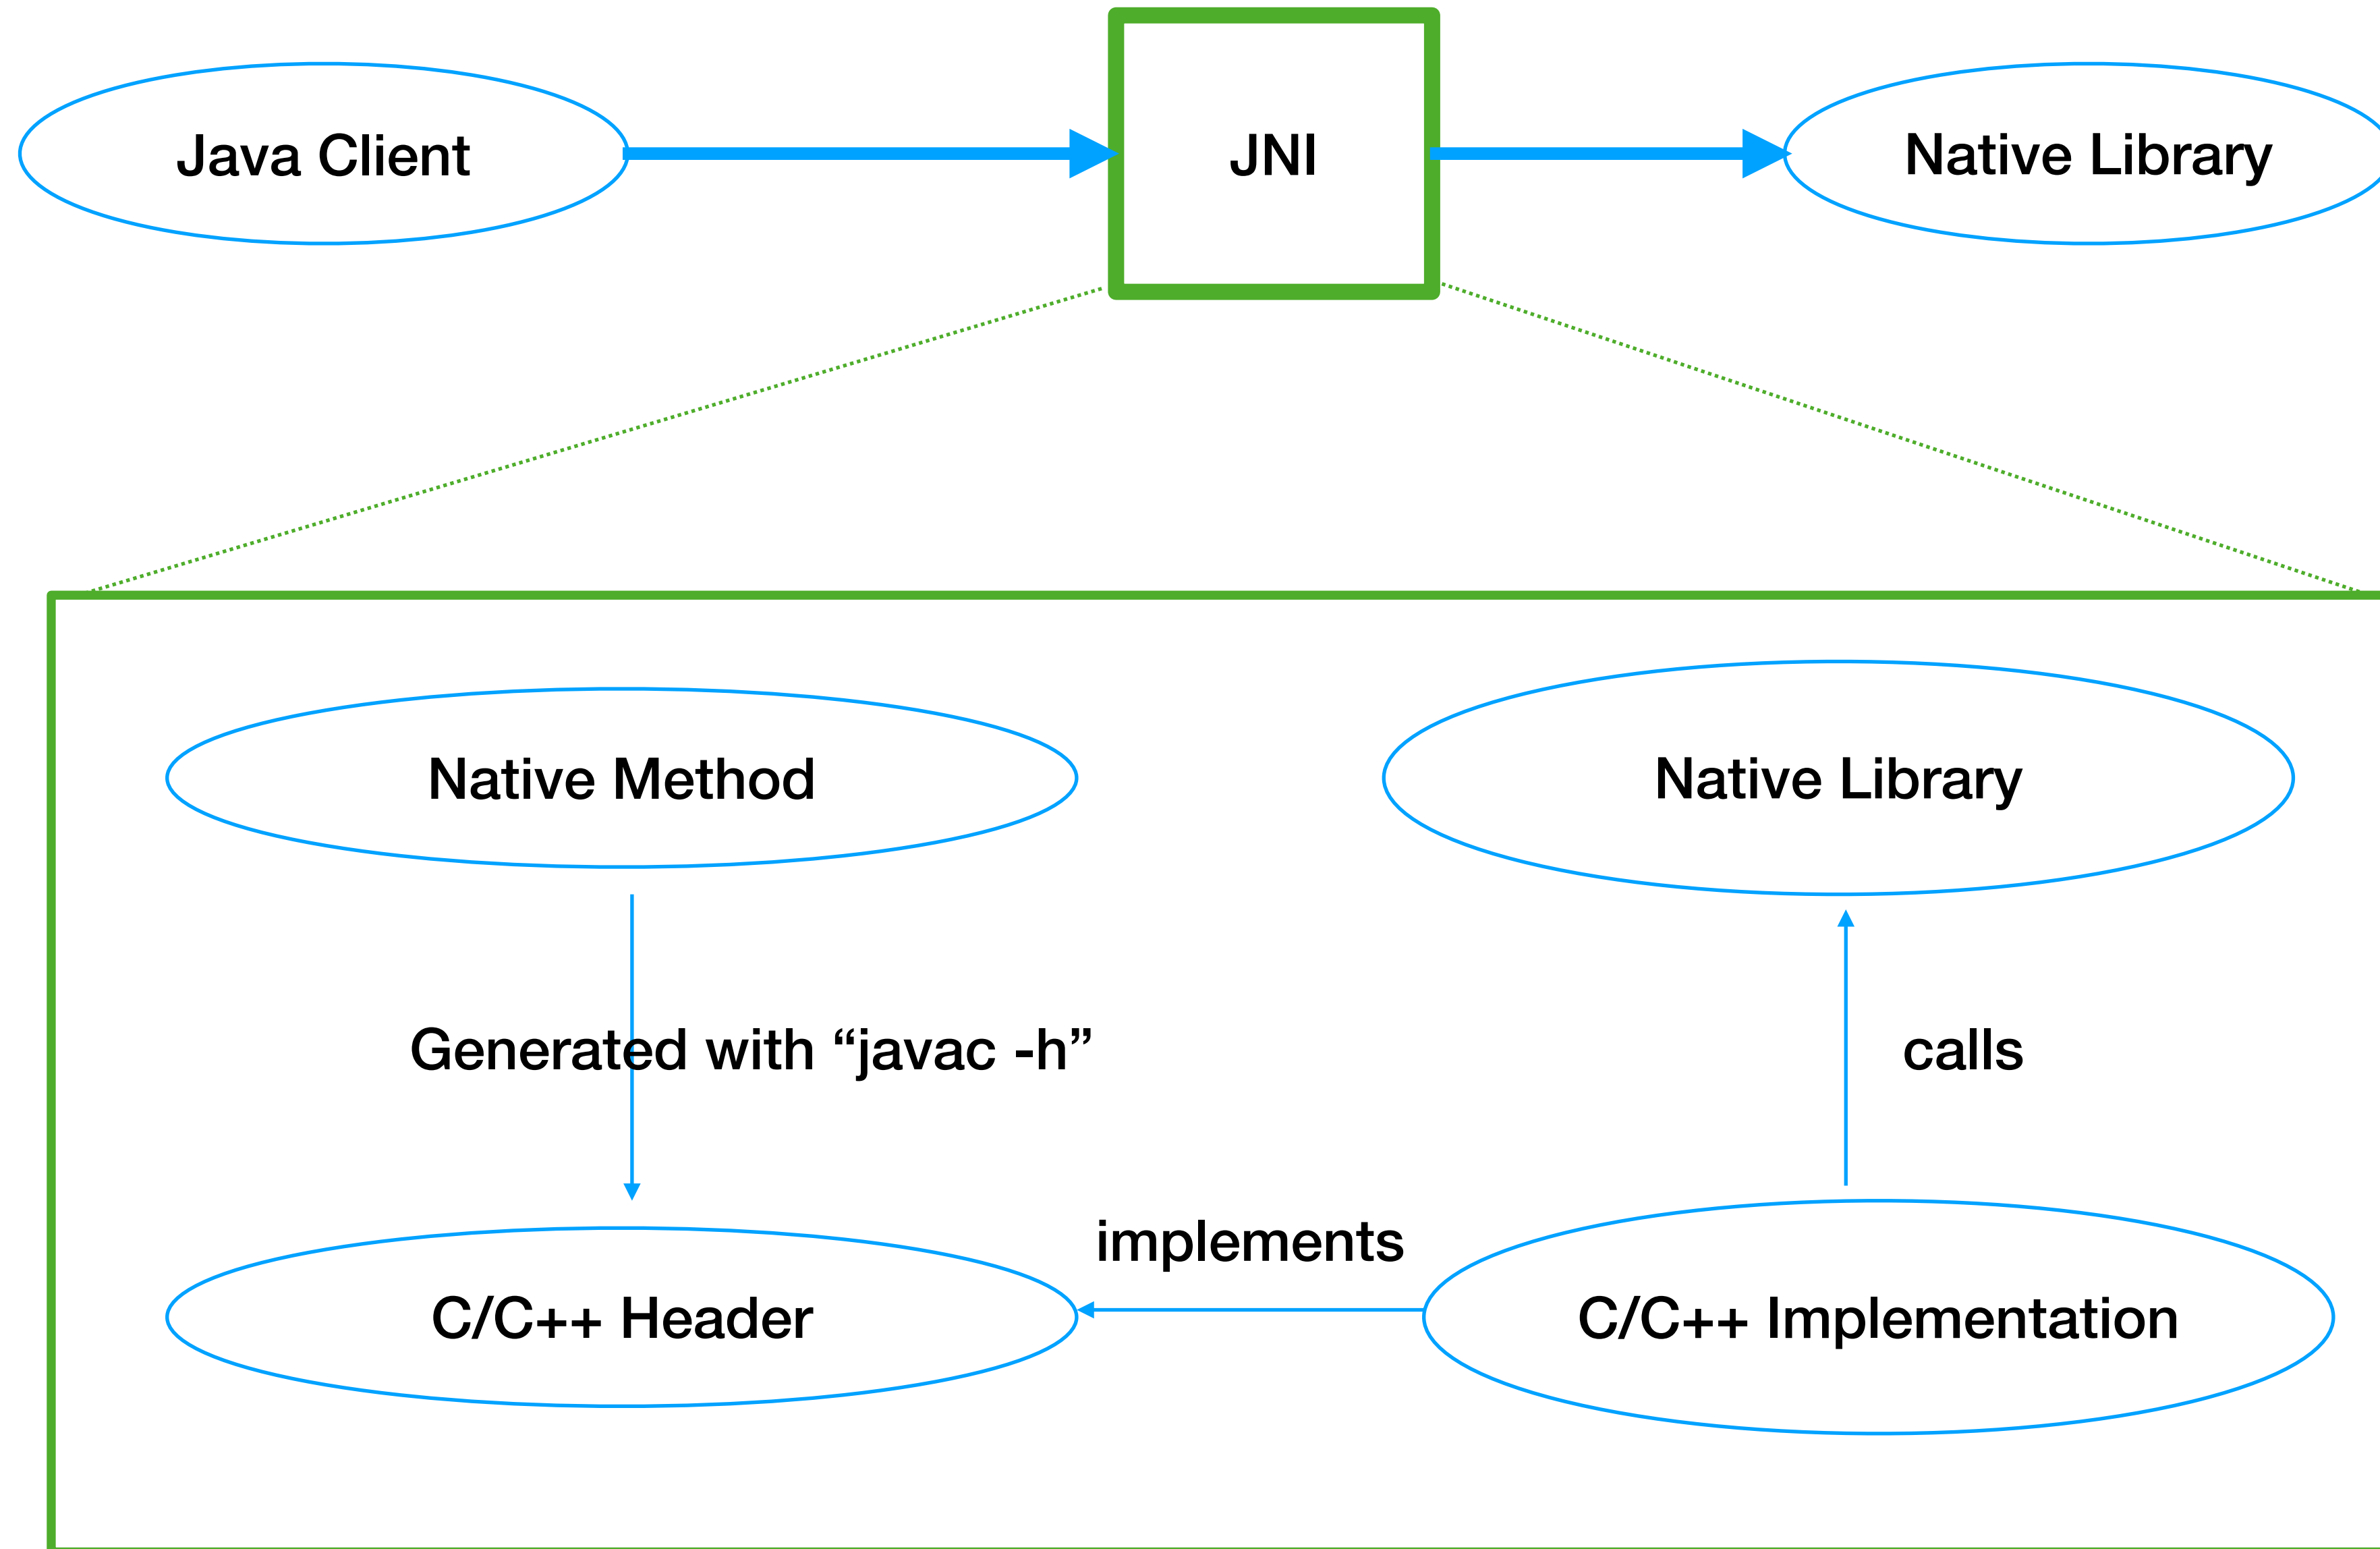 Java Client
JNI
Native Library
Native Method
Native Library
Generated with “javac -h”
calls
implements
C/C++ Header
C/C++ Implementation